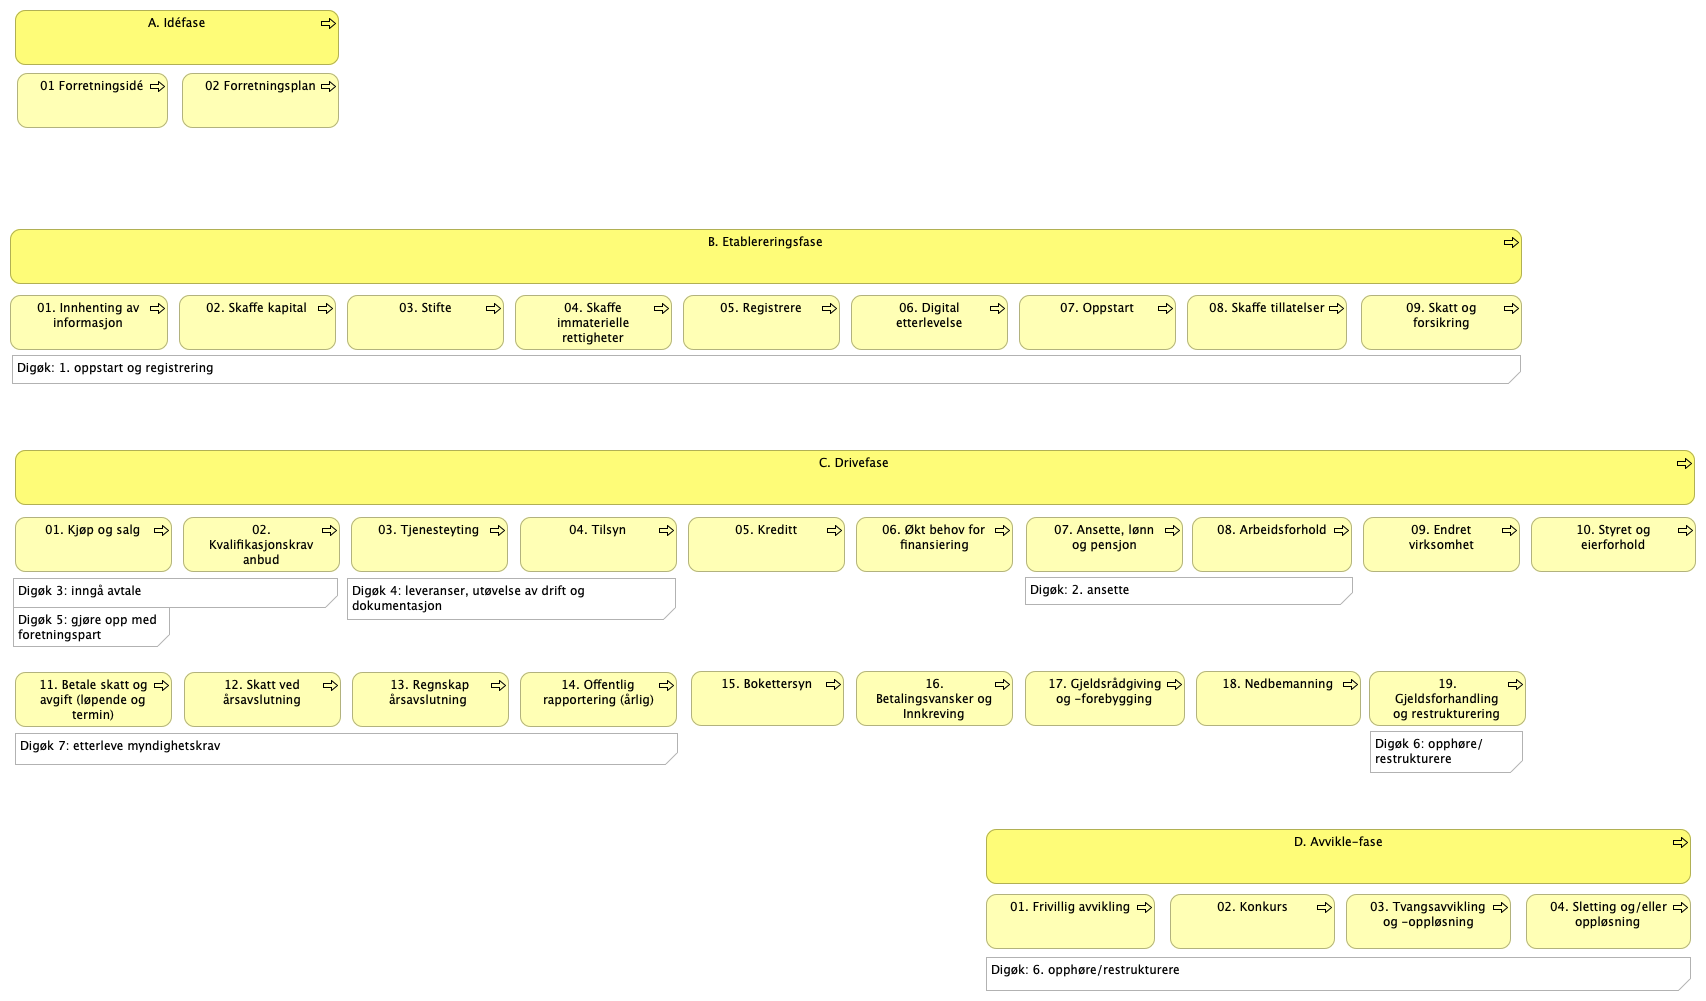 A. Idéfase
01 Forretningsidé
02 Forretningsplan
B. Etablereringsfase
01. Innhenting av
informasjon
02. Skaffe kapital
03. Stifte
04. Skaffe
immaterielle
rettigheter
05. Registrere
06. Digital
etterlevelse
07. Oppstart
08. Skaffe tillatelser
09. Skatt og
forsikring
Digøk: 1. oppstart og registrering
C. Drivefase
01. Kjøp og salg
02.
Kvalifikasjonskrav
anbud
03. Tjenesteyting
04. Tilsyn
05. Kreditt
06. Økt behov for
finansiering
07. Ansette, lønn
og pensjon
08. Arbeidsforhold
09. Endret
virksomhet
10. Styret og
eierforhold
Digøk 3: inngå avtale
Digøk 5: gjøre opp med
foretningspart
Digøk 4: leveranser, utøvelse av drift og
dokumentasjon
Digøk: 2. ansette
11. Betale skatt og
avgift (løpende og
termin)
12. Skatt ved
årsavslutning
13. Regnskap
årsavslutning
14. Offentlig
rapportering (årlig)
15. Bokettersyn
16.
Betalingsvansker og
Innkreving
17. Gjeldsrådgiving
og -forebygging
18. Nedbemanning
19.
Gjeldsforhandling
og restrukturering
Digøk 7: etterleve myndighetskrav
Digøk 6: opphøre/
restrukturere
D. Avvikle-fase
01. Frivillig avvikling
02. Konkurs
03. Tvangsavvikling
og -oppløsning
04. Sletting og/eller
oppløsning
Digøk: 6. opphøre/restrukturere